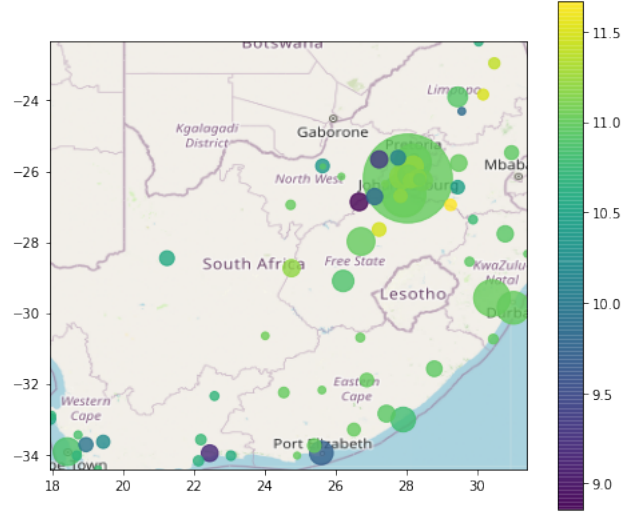 Botswana
11.5
−24
Limpopo
Gaborone
Kgalagadi
District
11.0
Pretoria
−26
North West
Mbab
10.5
−28
South Africa
Free State
KwaZulu-
Natal
Lesotho
10.0
−30
Durba
−32
Eastern
Cape
9.5
Western
Cape
−34
Port Elizabeth
9.0
18 20 22 24 26 28 30